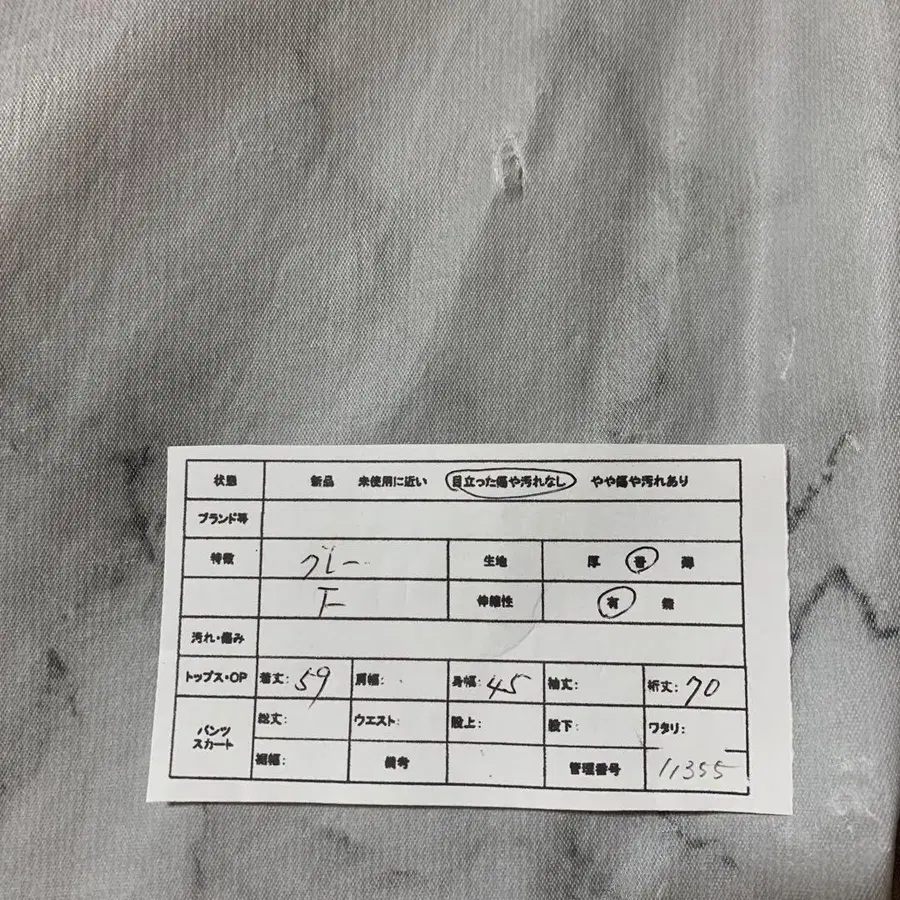 状態 新品 未使用に近い 目立った傷や汚れなし やや傷や汚れあり
ブランド等
特徴 グレー 生地 厚 普 薄
F 伸縮性 有 無
汚れ・傷み
トップス・OP 着丈: 59 肩幅: 身幅: 45 袖丈: 裄丈: 70
パンツ スカート 総丈: ウエスト: 股上: 股下: ワタリ:
裾幅: 備考 管理番号 11355